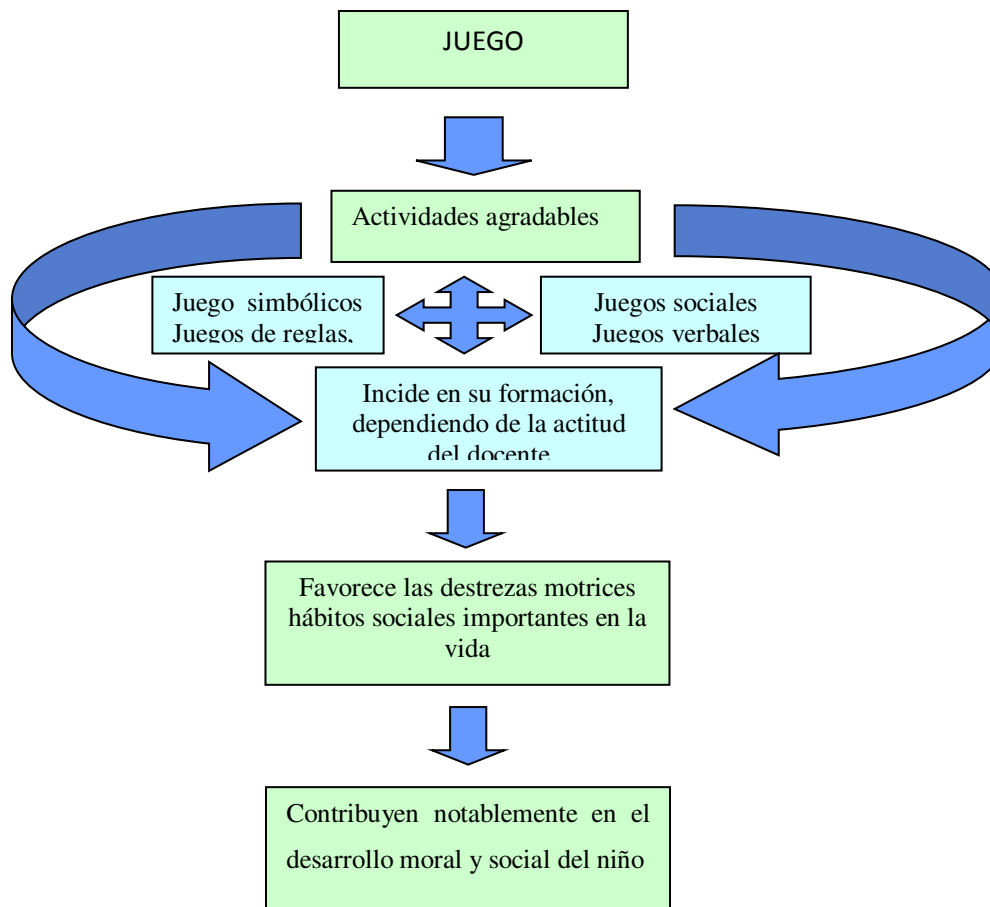 JUEGO
Actividades agradables
Juego simbólicos
Juegos de reglas,
Juegos sociales
Juegos verbales
Incide en su formación,
dependiendo de la actitud
del docente
Favorece las destrezas motrices
hábitos sociales importantes en la
vida
Contribuyen notablemente en el
desarrollo moral y social del niño